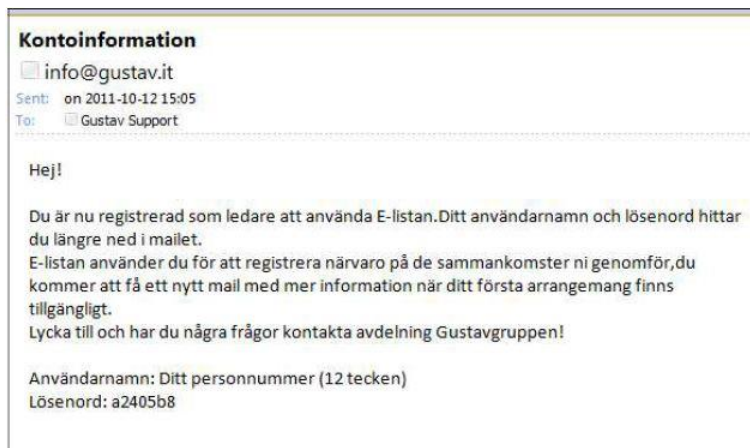 Kontoinformation
info@gustav.it
Sent: on 2011-10-12 15:05
To: Gustav Support
Hej!
Du är nu registrerad som ledare att använda E-listan.Ditt användarnamn och lösenord hittar
du längre ned i mailet.
E-listan använder du för att registrera närvaro på de sammankomster ni genomför,du
kommer att få ett nytt mail med mer information när ditt första arrangemang finns
tillgängligt.
Lycka till och har du några frågor kontakta avdelning Gustavgruppen!
Användarnamn: Ditt personnummer (12 tecken)
Lösenord: a2405b8